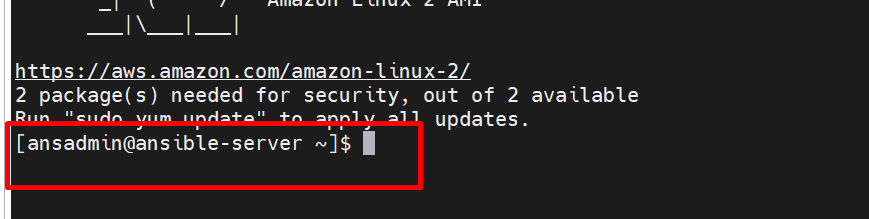 _|  (     /   Amazon Linux 2 AMI
___|\___|___|
https://aws.amazon.com/amazon-linux-2/
2 package(s) needed for security, out of 2 available
Run "sudo yum update" to apply all updates.
[ansadmin@ansible-server ~]$